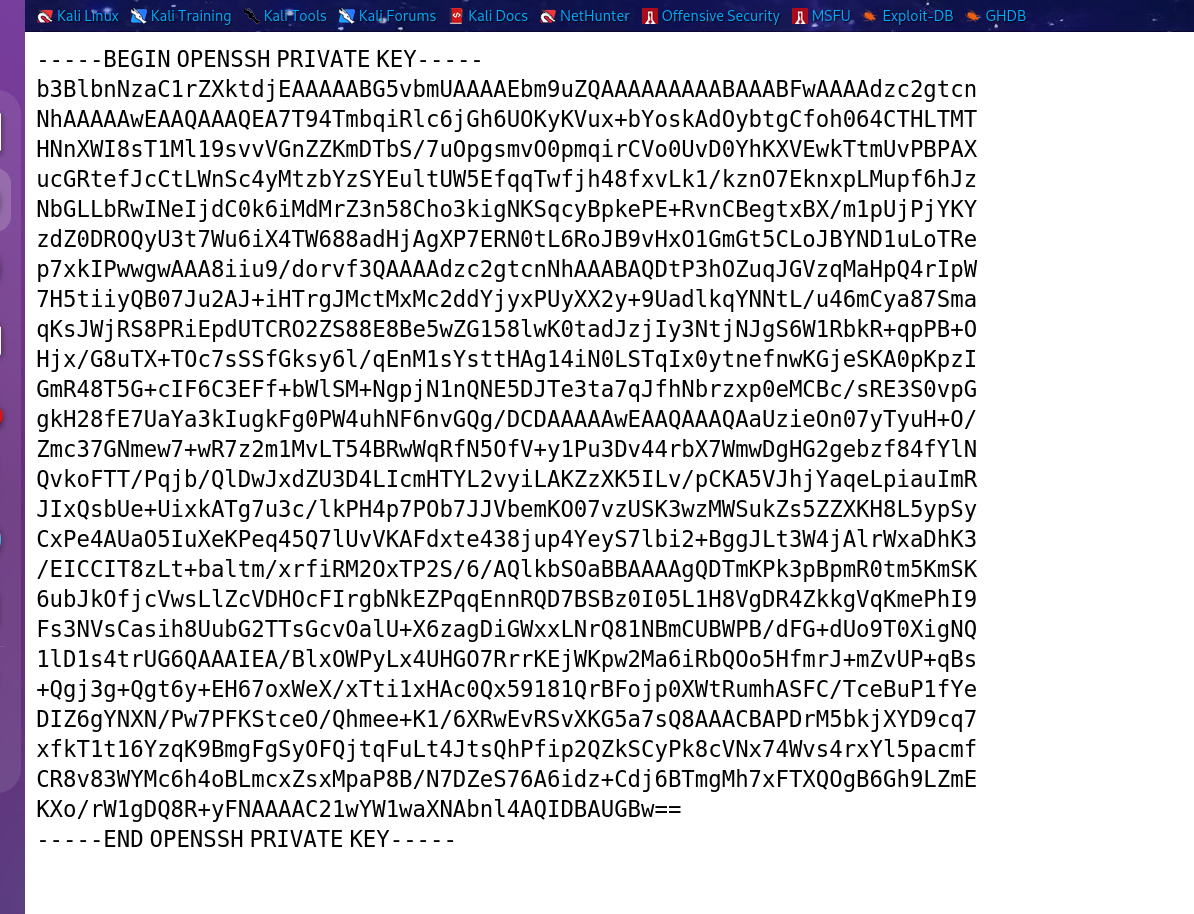 Kali Linux Kali Training Kali Tools Kali Forums Kali Docs NetHunter Offensive Security MSFU Exploit-DB GHDB
-----BEGIN OPENSSH PRIVATE KEY-----
b3BlbnNzaC1rZXktdjEAAAAABG5vbmUAAAAEbm9uZQAAAAAAAAABAAABFwAAAAdzc2gtcn
NhAAAAAwEAAQAAAQEA7T94TmbqiRlc6jGh6UOKyKVux+bYoskAdOybtgCfoh064CTHLTMT
HNnXWI8sT1Ml19svvVGnZZKmDTbS/7uOpgsmvO0pmqirCVo0UvD0YhKXVEwkTtmUvPBPAX
ucGRtefJcCtLWnSc4yMtzbYzSYEultUW5EfqqTwfjh48fxvLk1/kznO7EknxpLMupf6hJz
NbGLLbRwINeIjdC0k6iMdMrZ3n58Cho3kigNKSqcyBpkePE+RvnCBegtxBX/m1pUjPjYKY
zdZ0DROQyU3t7Wu6iX4TW688adHjAgXP7ERN0tL6RoJB9vHxO1GmGt5CLoJBYND1uLoTRe
p7xkIPwwgwAAA8iiu9/dorvf3QAAAAdzc2gtcnNhAAABAQDtP3hOZuqJGVzqMaHpQ4rIpW
7H5tiiyQB07Ju2AJ+iHTrgJMctMxMc2ddYjyxPUyXX2y+9UadlkqYNNtL/u46mCya87Sma
qKsJWjRS8PRiEpdUTCRO2ZS88E8Be5wZG158lwK0tadJzjIy3NtjNJgS6W1RbkR+qpPB+O
Hjx/G8uTX+TOc7sSSfGksy6l/qEnM1sYsttHAg14iN0LSTqIx0ytnefnwKGjeSKA0pKpzI
GmR48T5G+cIF6C3EFf+bWlSM+NgpjN1nQNE5DJTe3ta7qJfhNbrzxp0eMCBc/sRE3S0vpG
gkH28fE7UaYa3kIugkFg0PW4uhNF6nvGQg/DCDAAAAAwEAAQAAAQAaUzieOn07yTyuH+O/
Zmc37GNmew7+wR7z2m1MvLT54BRwWqRfN5OfV+y1Pu3Dv44rbX7WmwDgHG2gebzf84fYlN
QvkoFTT/Pqjb/QlDwJxdZU3D4LIcmHTYL2vyiLAKZzXK5ILv/pCKA5VJhjYaqeLpiauImR
JIxQsbUe+UixkATg7u3c/lkPH4p7POb7JJVbemKO07vzUSK3wzMWSukZs5ZZXKH8L5ypSy
CxPe4AUaO5IuXeKPeq45Q7lUvVKAFdxte438jup4YeyS7lbi2+BggJLt3W4jAlrWxaDhK3
/EICCIT8zLt+baltm/xrfiRM2OxTP2S/6/AQlkbSOaBBAAAAgQDTmKPk3pBpmR0tm5KmSK
6ubJkOfjcVwsLlZcVDHOcFIrgbNkEZPqqEnnRQD7BSBz0I05L1H8VgDR4ZkkgVqKmePhI9
Fs3NVsCasih8UubG2TTsGcvOalU+X6zagDiGWxxLNrQ81NBmCUBWPB/dFG+dUo9T0XigNQ
1lD1s4trUG6QAAAIEA/BlxOWPyLx4UHGO7RrrKEjWKpw2Ma6iRbQOo5HfmrJ+mZvUP+qBs
+Qgj3g+Qgt6y+EH67oxWeX/xTti1xHAc0Qx59181QrBFojp0XWtRumhASFC/TceBuP1fYe
DIZ6gYNXN/Pw7PFKStceO/Qhmee+K1/6XRwEvRSvXKG5a7sQ8AAACBAPDrM5bkjXYD9cq7
xfkT1t16YzqK9BmgFgSyOFQjtqFuLt4JtsQhPfip2QZkSCyPk8cVNx74Wvs4rxYl5pacmf
CR8v83WYMc6h4oBLmcxZsxMpaP8B/N7DZeS76A6idz+Cdj6BTmgMh7xFTXQOgB6Gh9LZmE
KXo/rW1gDQ8R+yFNAAAAC21wYW1waXNAbnl4AQIDBAUGBw==
-----END OPENSSH PRIVATE KEY-----